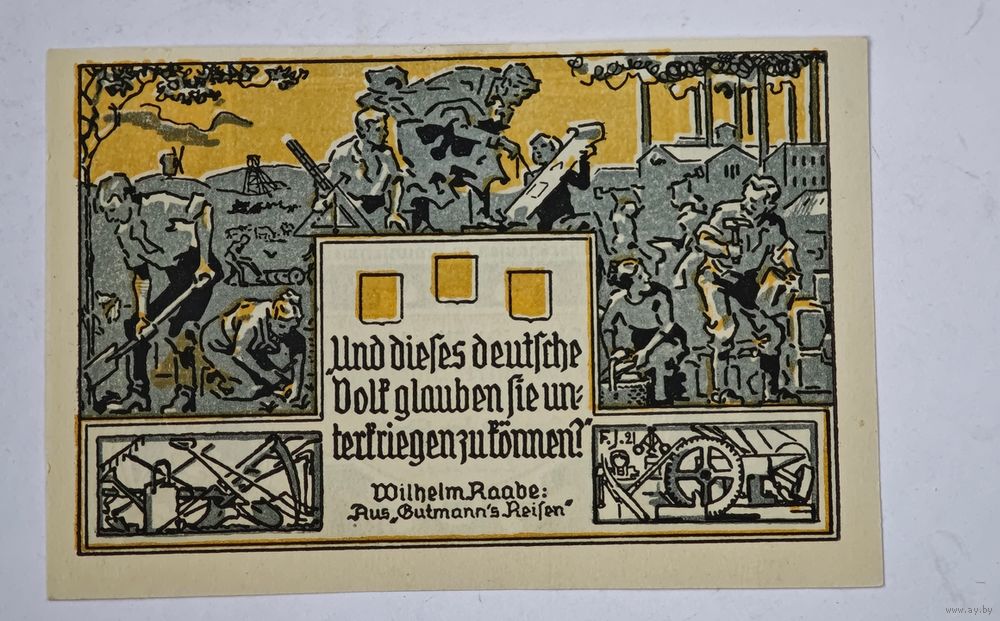 „Und dieses deutsche
Volk glauben sie un-
terkriegen zu können?“
Wilhelm Raabe:
Aus „Gutmann's Reisen“
F.J.21
www.ay.by